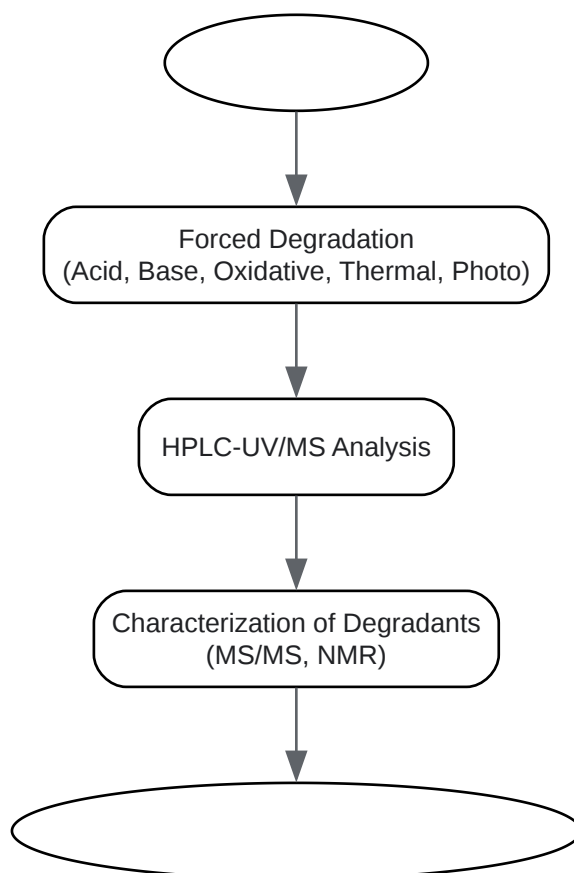 Forced Degradation
(Acid, Base, Oxidative, Thermal, Photo)
HPLC-UV/MS Analysis
Characterization of Degradants
(MS/MS, NMR)